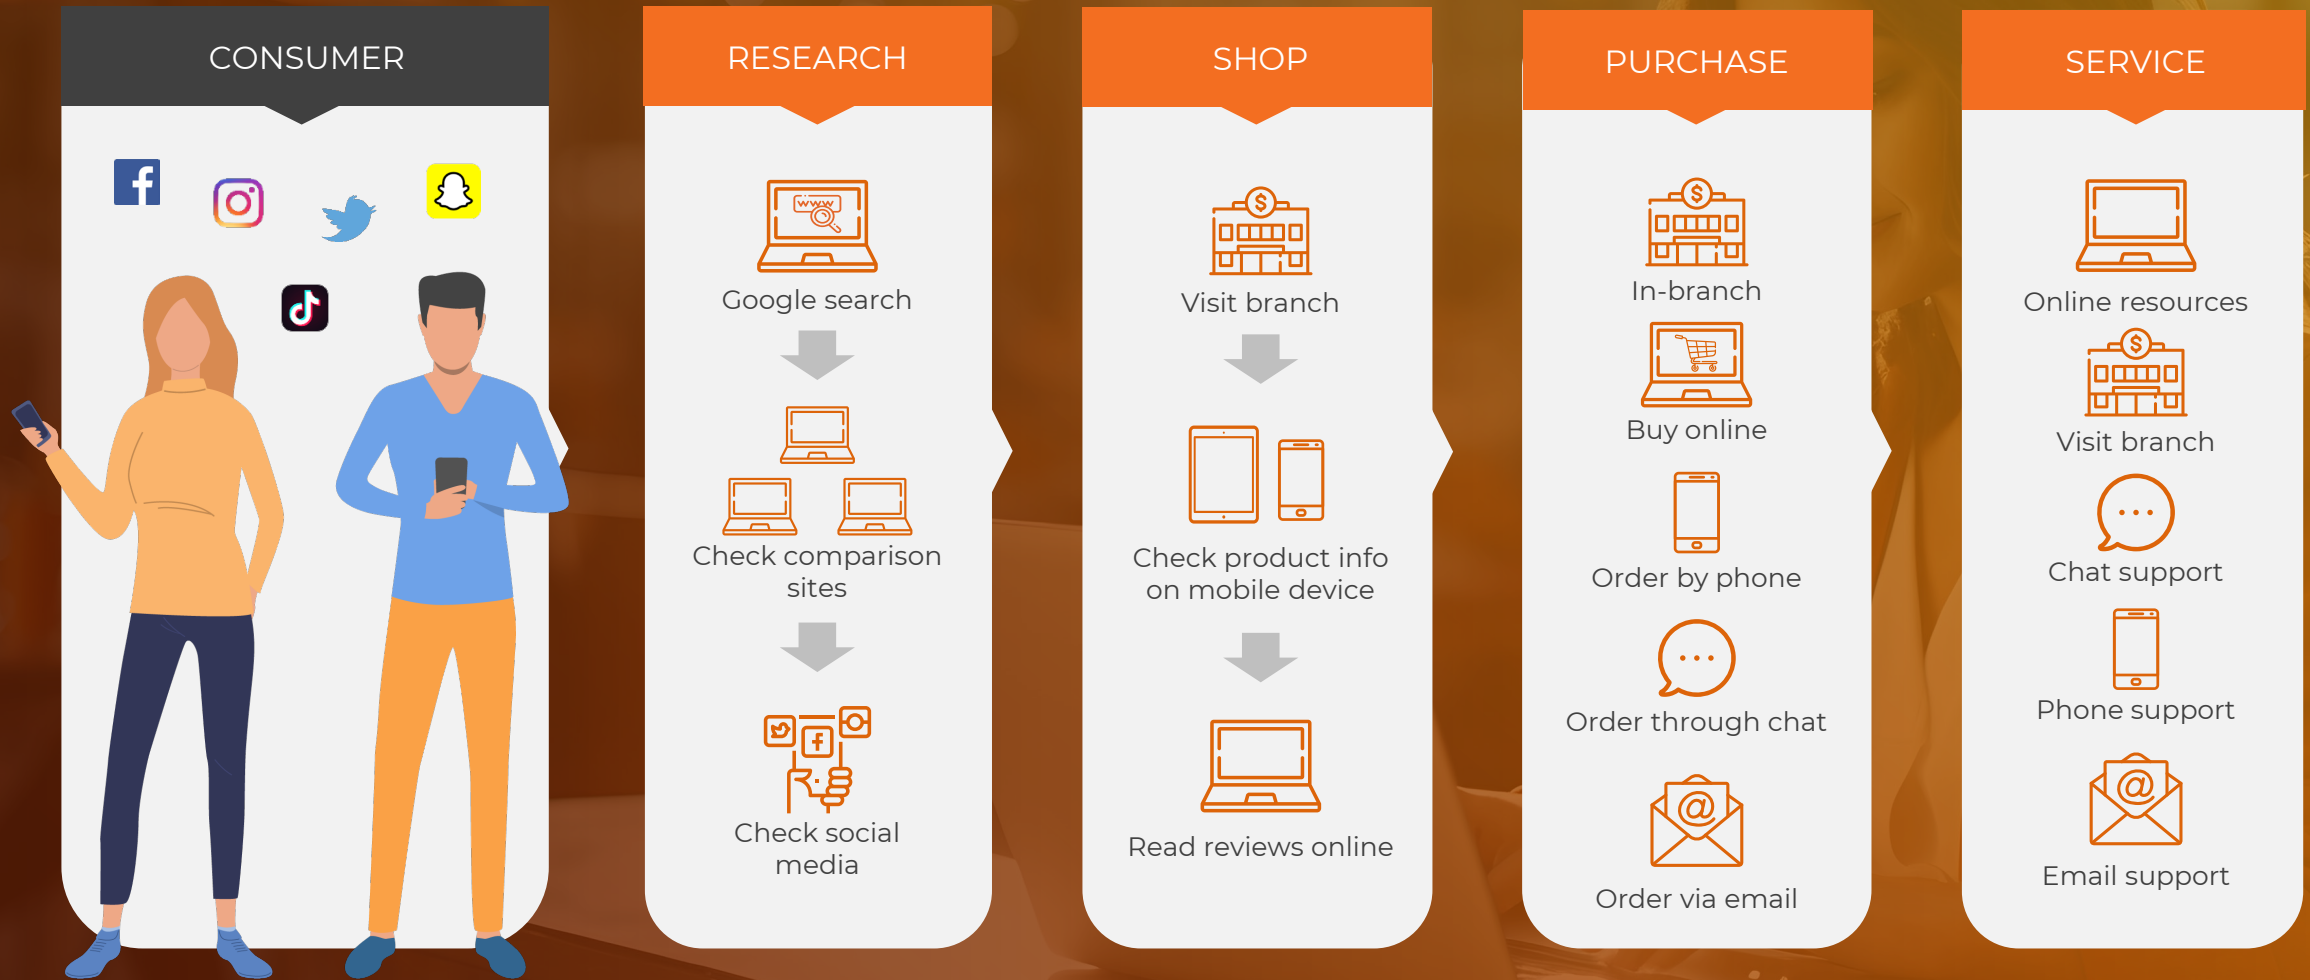 CONSUMER
RESEARCH
Google search
Check comparison
sites
Check social
media
SHOP
Visit branch
Check product info
on mobile device
Read reviews online
PURCHASE
In-branch
Buy online
Order by phone
Order through chat
Order via email
SERVICE
Online resources
Visit branch
Chat support
Phone support
Email support